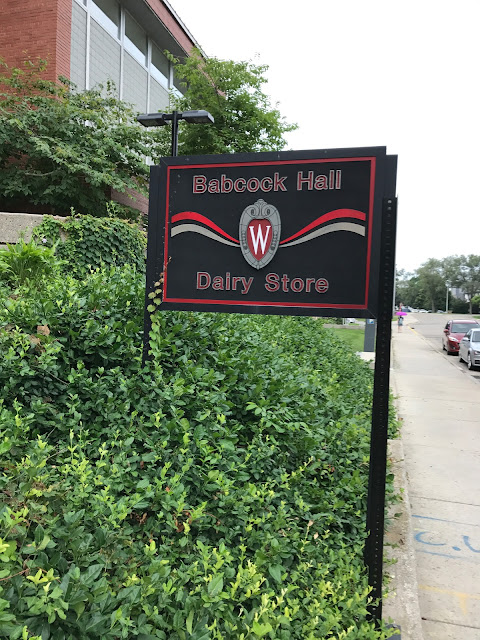 Babcock Hall
W
Dairy Store
C.U.